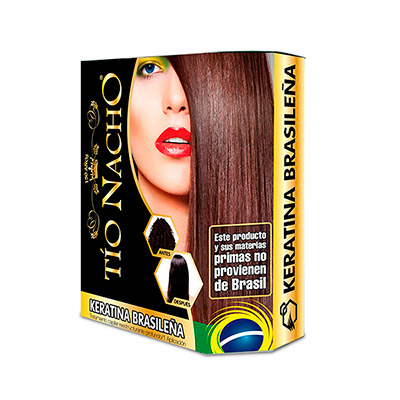 TÍO NACHO
ANTES
DESPUÉS
Este producto
y sus materias
primas no
provienen
de Brasil
KERATINA BRASILEÑA
KERATINA BRASILEÑA